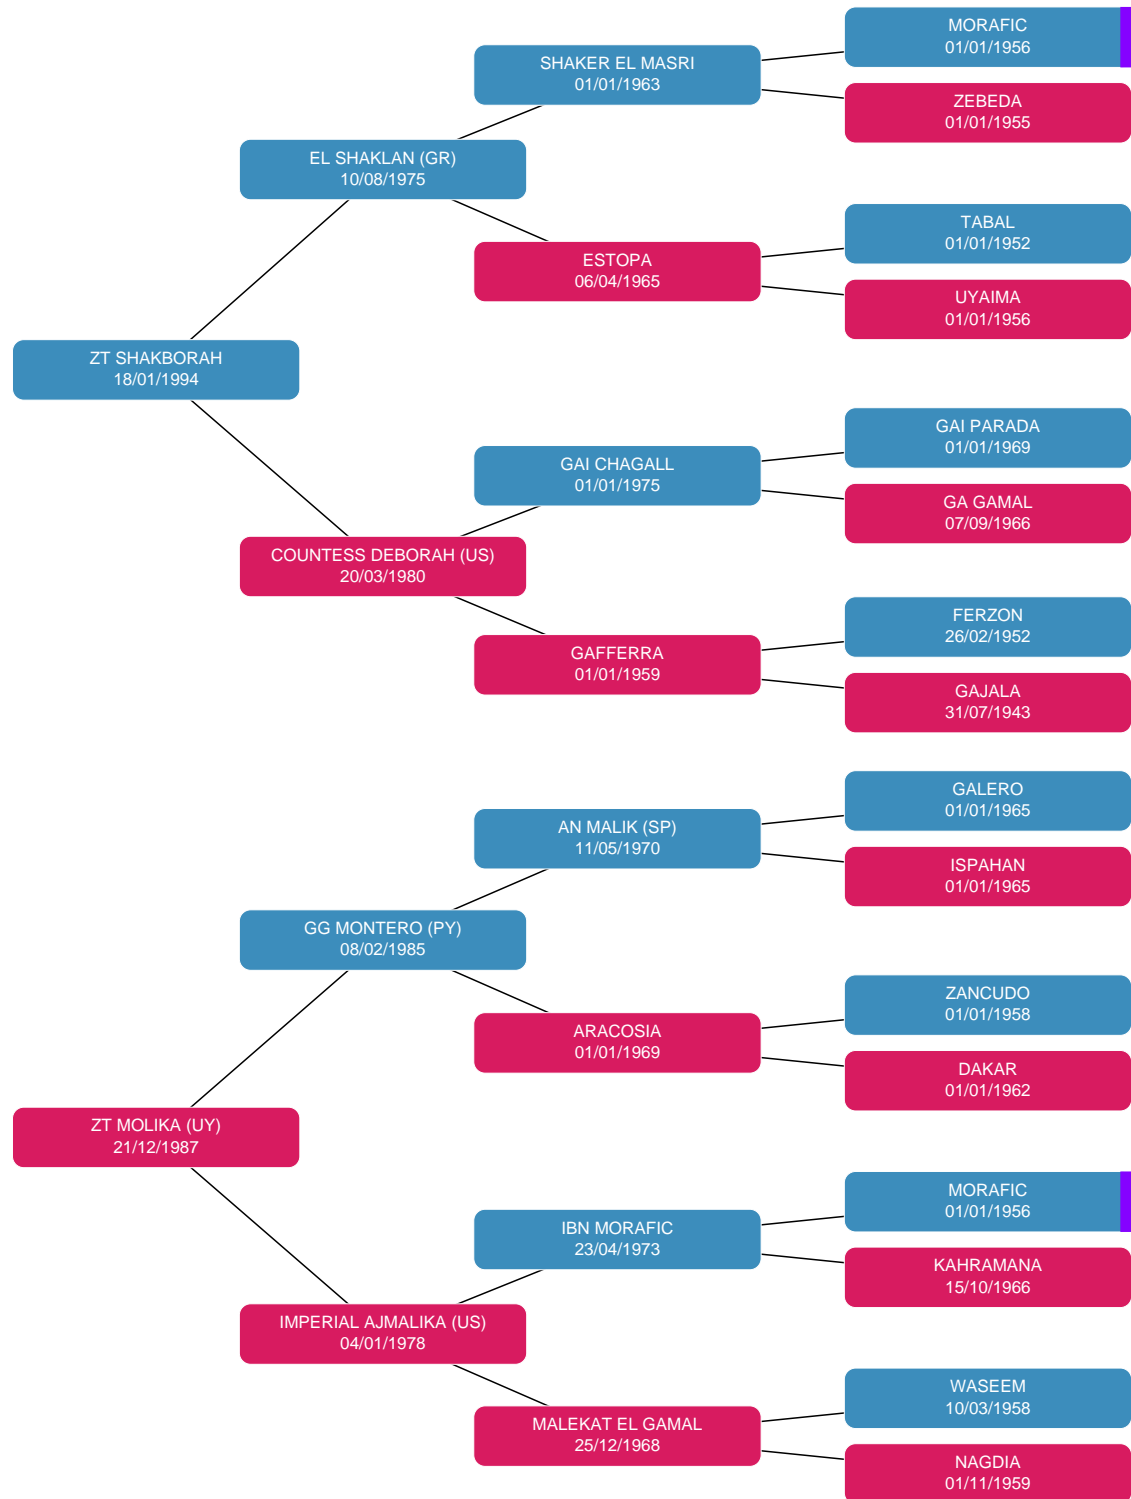 MORAFIC
01/01/1956
SHAKER EL MASRI
01/01/1963
ZEBEDA
01/01/1955
EL SHAKLAN (GR)
10/08/1975
TABAL
01/01/1952
ESTOPA
06/04/1965
UYAIMA
01/01/1956
ZT SHAKBORAH
18/01/1994
GAI PARADA
01/01/1969
GAI CHAGALL
01/01/1975
GA GAMAL
07/09/1966
COUNTESS DEBORAH (US)
20/03/1980
FERZON
26/02/1952
GAFFERRA
01/01/1959
GAJALA
31/07/1943
GALERO
01/01/1965
AN MALIK (SP)
11/05/1970
ISPAHAN
01/01/1965
GG MONTERO (PY)
08/02/1985
ZANCUDO
01/01/1958
ARACOSIA
01/01/1969
DAKAR
01/01/1962
ZT MOLIKA (UY)
21/12/1987
MORAFIC
01/01/1956
IBN MORAFIC
23/04/1973
KAHRAMANA
15/10/1966
IMPERIAL AJMALIKA (US)
04/01/1978
WASEEM
10/03/1958
MALEKAT EL GAMAL
25/12/1968
NAGDIA
01/11/1959